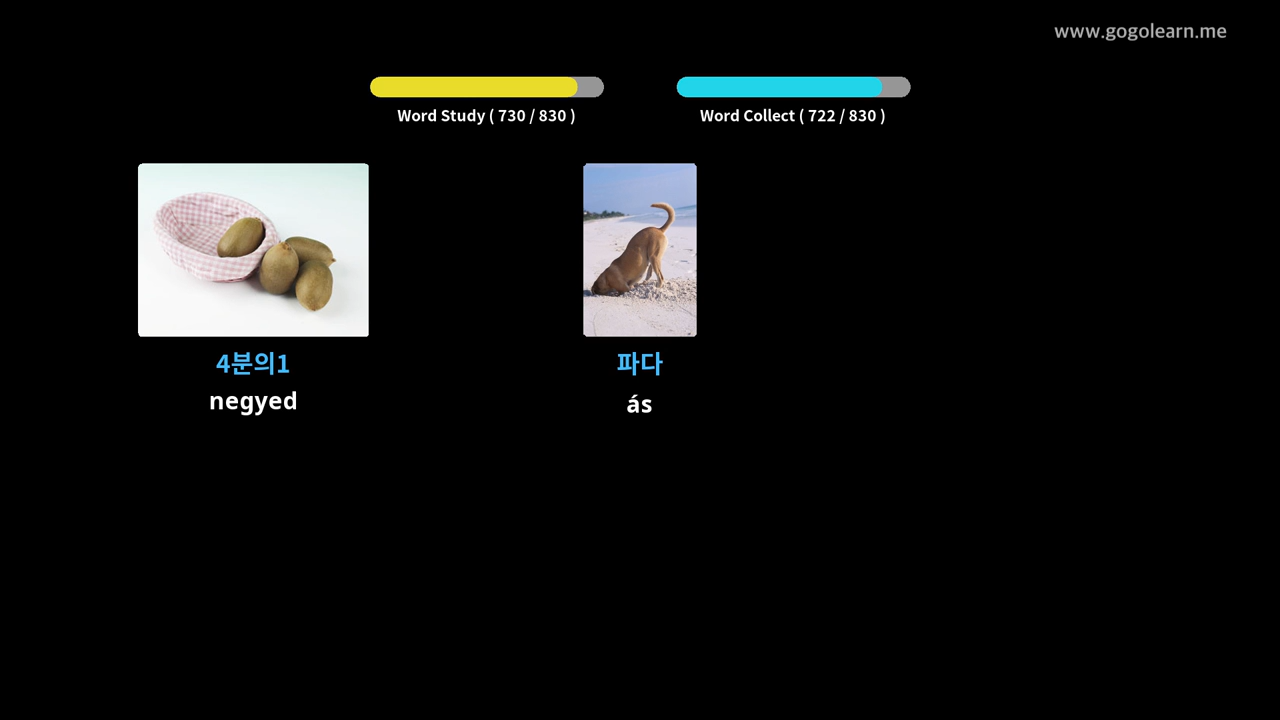 www.gogolearn.me
Word Study ( 730 / 830 )
Word Collect ( 722 / 830 )
4분의1
negyed
파다
ás